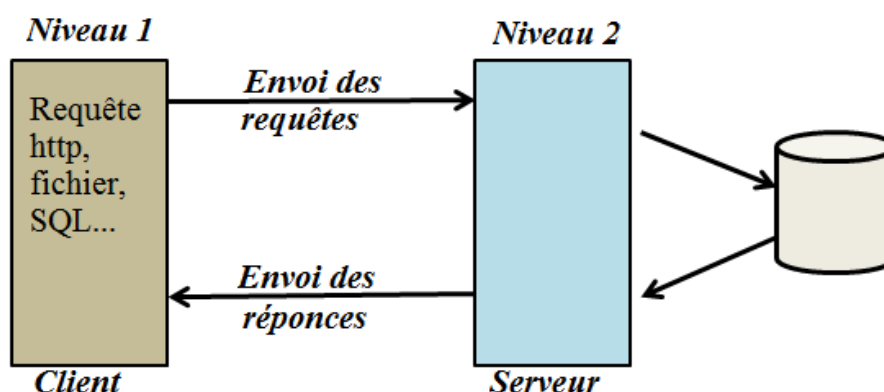 Niveau 1
Niveau 2
Requête
http,
fichier,
SQL...
Envoi des
requêtes
Envoi des
réponces
Client
Serveur